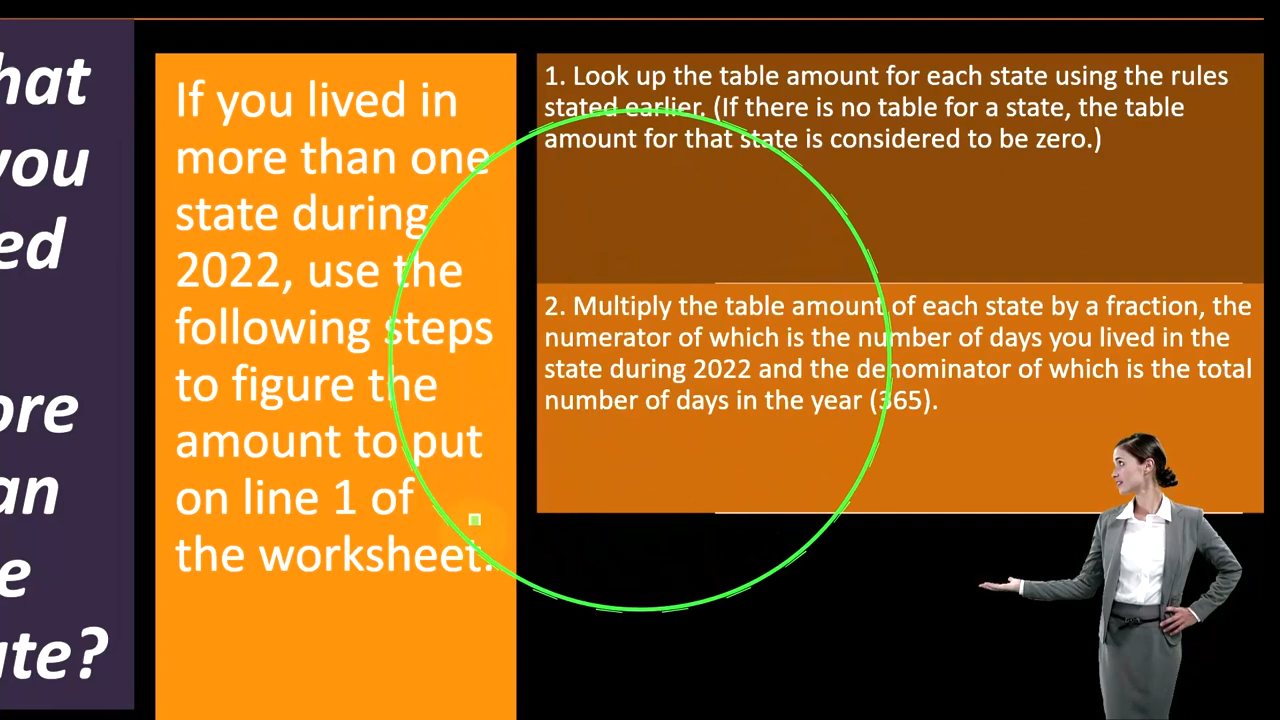 hat
you
ed
ore
an
e
ate?
If you lived in
more than one
state during
2022, use the
following steps
to figure the
amount to put
on line 1 of
the worksheet.
1. Look up the table amount for each state using the rules
stated earlier. (If there is no table for a state, the table
amount for that state is considered to be zero.)
2. Multiply the table amount of each state by a fraction, the
numerator of which is the number of days you lived in the
state during 2022 and the denominator of which is the total
number of days in the year (365).